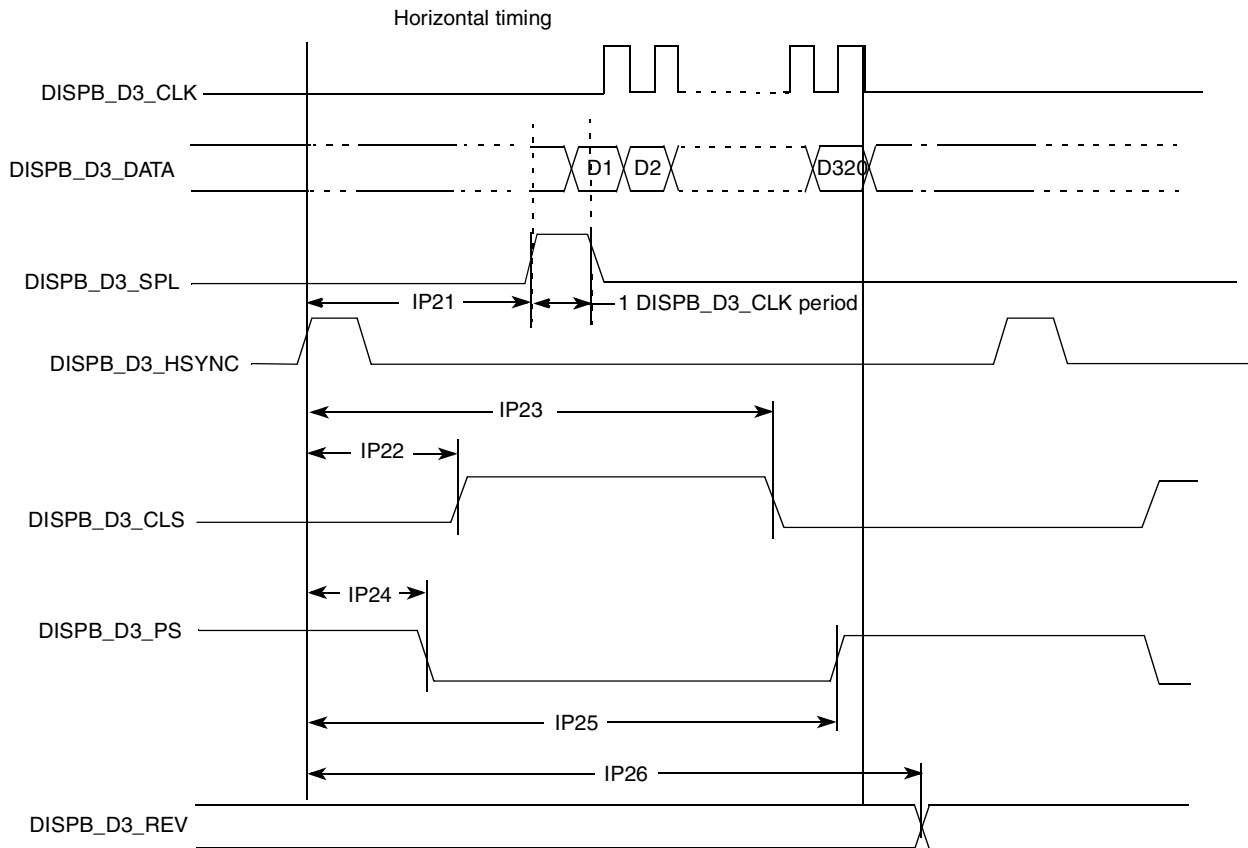 Horizontal timing
DISPB_D3_CLK
DISPB_D3_DATA
D1
D2
D320
DISPB_D3_SPL
IP21
1 DISPB_D3_CLK period
DISPB_D3_HSYNC
IP23
IP22
DISPB_D3_CLS
IP24
DISPB_D3_PS
IP25
IP26
DISPB_D3_REV